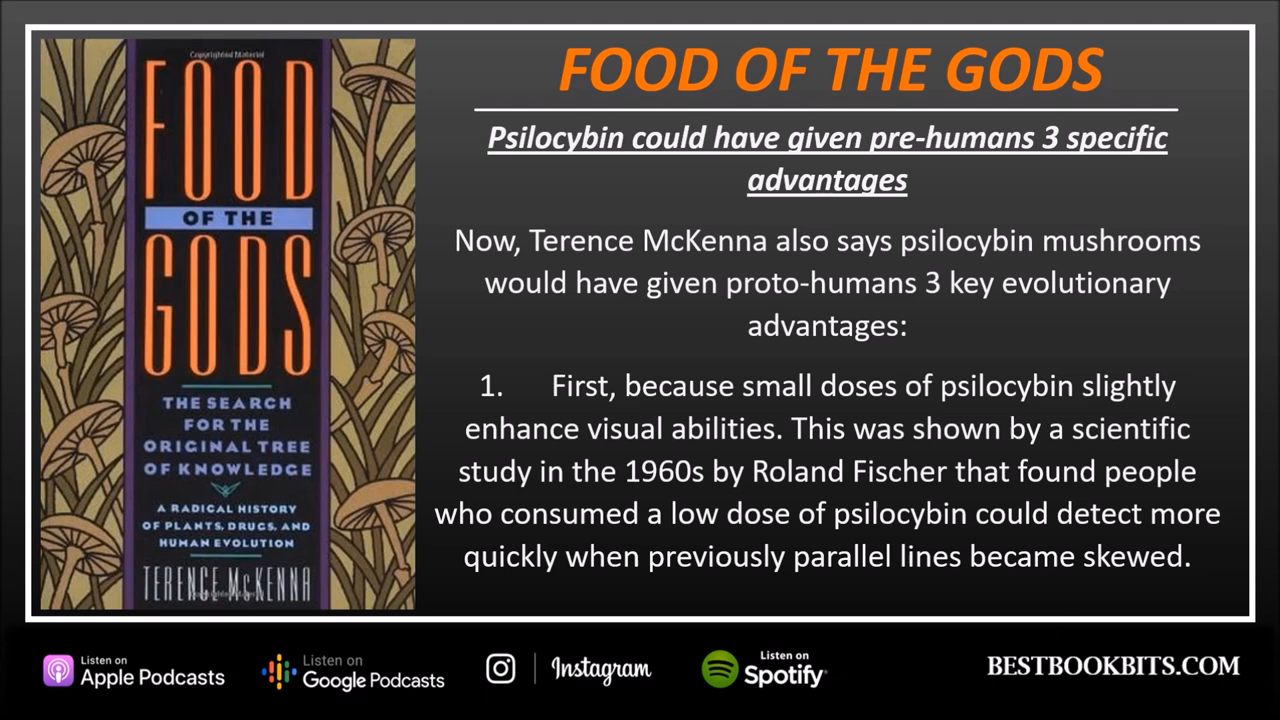 Copyrighted Material
FOOD
OF THE
GODS
THE SEARCH
FOR THE
ORIGINAL TREE
OF KNOWLEDGE
A RADICAL HISTORY
OF PLANTS, DRUGS, AND
HUMAN EVOLUTION
TERENCE McKENNA
FOOD OF THE GODS
Psilocybin could have given pre-humans 3 specific
advantages
Now, Terence McKenna also says psilocybin mushrooms
would have given proto-humans 3 key evolutionary
advantages:
1. First, because small doses of psilocybin slightly
enhance visual abilities. This was shown by a scientific
study in the 1960s by Roland Fischer that found people
who consumed a low dose of psilocybin could detect more
quickly when previously parallel lines became skewed.
Listen on
Apple Podcasts
Listen on
Google Podcasts
Instagram
Listen on
Spotify
BESTBOOKBITS.COM